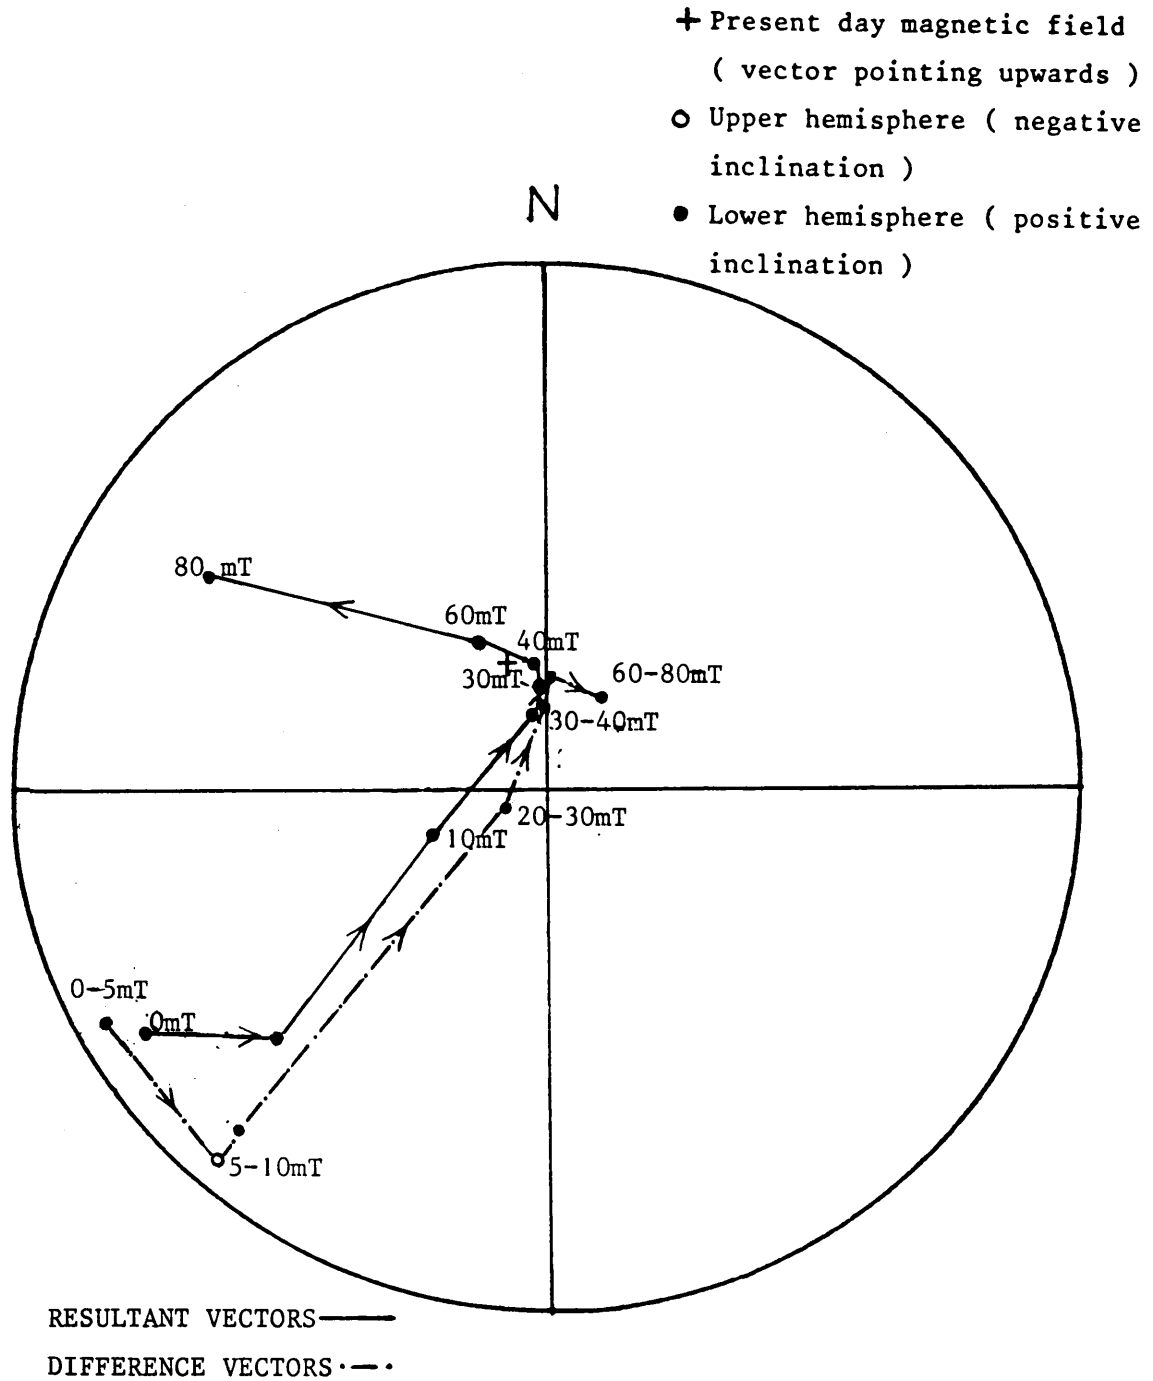 + Present day magnetic field
( vector pointing upwards )
o Upper hemisphere ( negative
inclination )
● Lower hemisphere ( positive
inclination )
N
80 mT
60mT
40mT
30mT
60-80mT
30-40mT
20-30mT
10mT
0-5mT
0mT
5-10mT
RESULTANT VECTORS
DIFFERENCE VECTORS